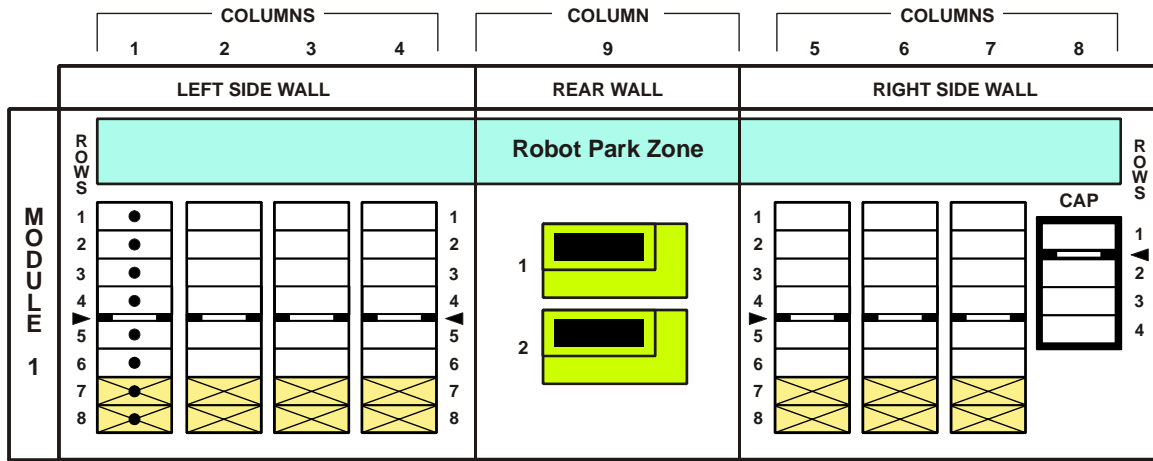 COLUMNS COLUMN COLUMNS
1 2 3 4 9 5 6 7 8
LEFT SIDE WALL REAR WALL RIGHT SIDE WALL
Robot Park Zone
ROWS
ROWS
MODULE 1
CAP
1 1 1 1
2 2 1 2 2
3 3 3 3
4 4 4 4
5 5 2 5
6 6 6
7 7 7
8 8 8